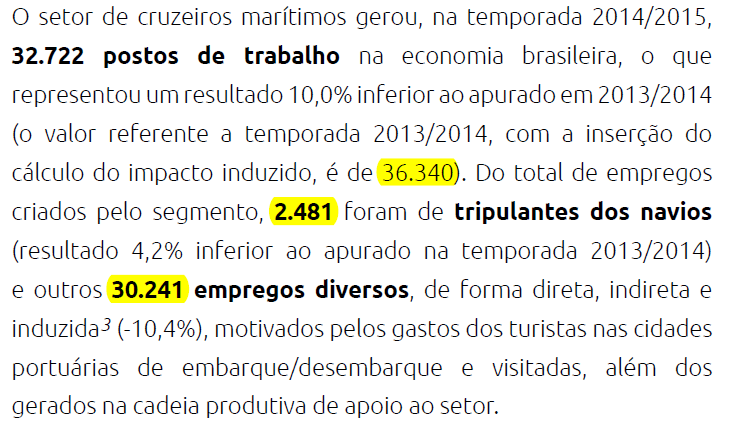 O setor de cruzeiros marítimos gerou, na temporada 2014/2015,
32.722 postos de trabalho na economia brasileira, o que
representou um resultado 10,0% inferior ao apurado em 2013/2014
(o valor referente a temporada 2013/2014, com a inserção do
cálculo do impacto induzido, é de 36.340). Do total de empregos
criados pelo segmento, 2.481 foram de tripulantes dos navios
(resultado 4,2% inferior ao apurado na temporada 2013/2014)
e outros 30.241 empregos diversos, de forma direta, indireta e
induzida³ (-10,4%), motivados pelos gastos dos turistas nas cidades
portuárias de embarque/desembarque e visitadas, além dos
gerados na cadeia produtiva de apoio ao setor.